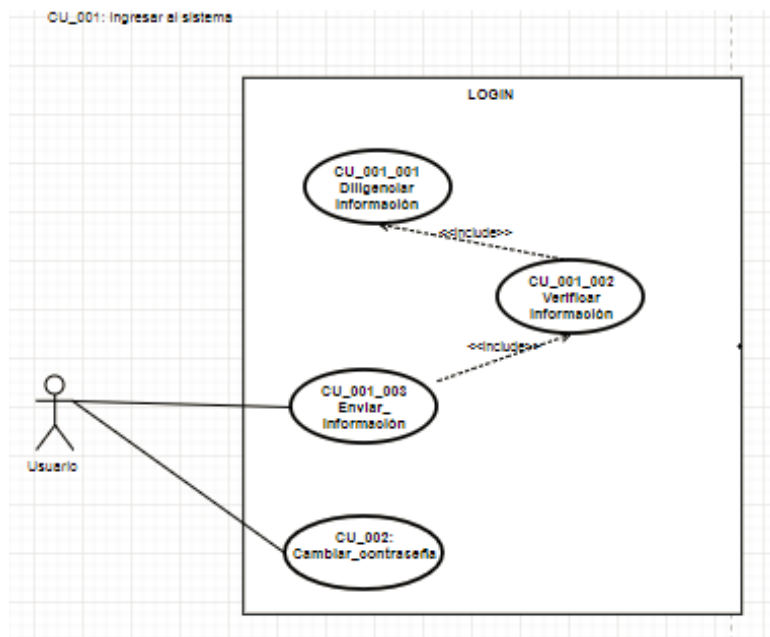 CU_001: Ingresar al sistema
LOGIN
CU_001_001
Diligenciar
Información
<<include>>
CU_001_002
Verificar
Información
<<include>>
CU_001_003
Enviar_
Información
Usuario
CU_002:
Cambiar_contraseña